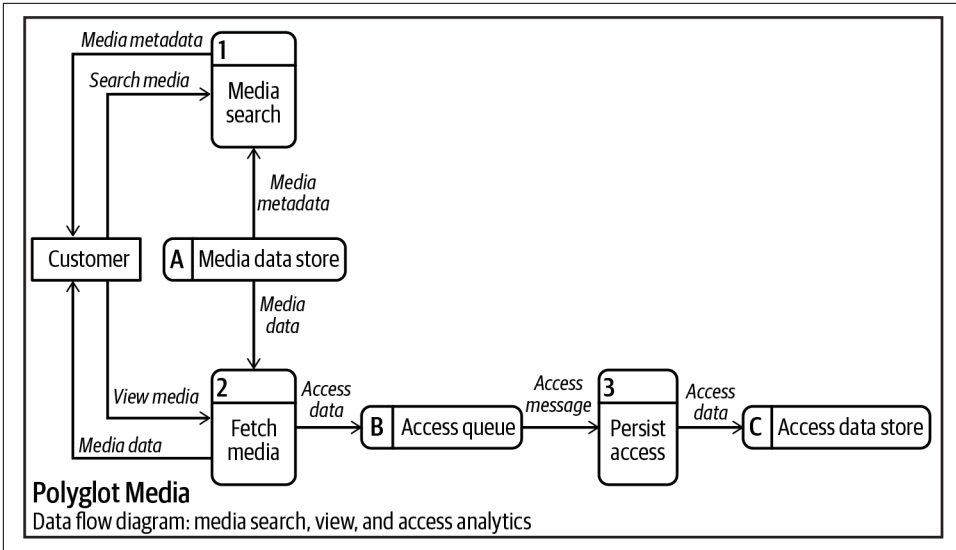 Media metadata
1
Search media
Media
search
Media
metadata
Customer
A
Media data store
Media
data
2
View media
Fetch
media
Media data
Access
data
B
Access queue
Access
message
3
Persist
access
Access
data
C
Access data store
Polyglot Media
Data flow diagram: media search, view, and access analytics